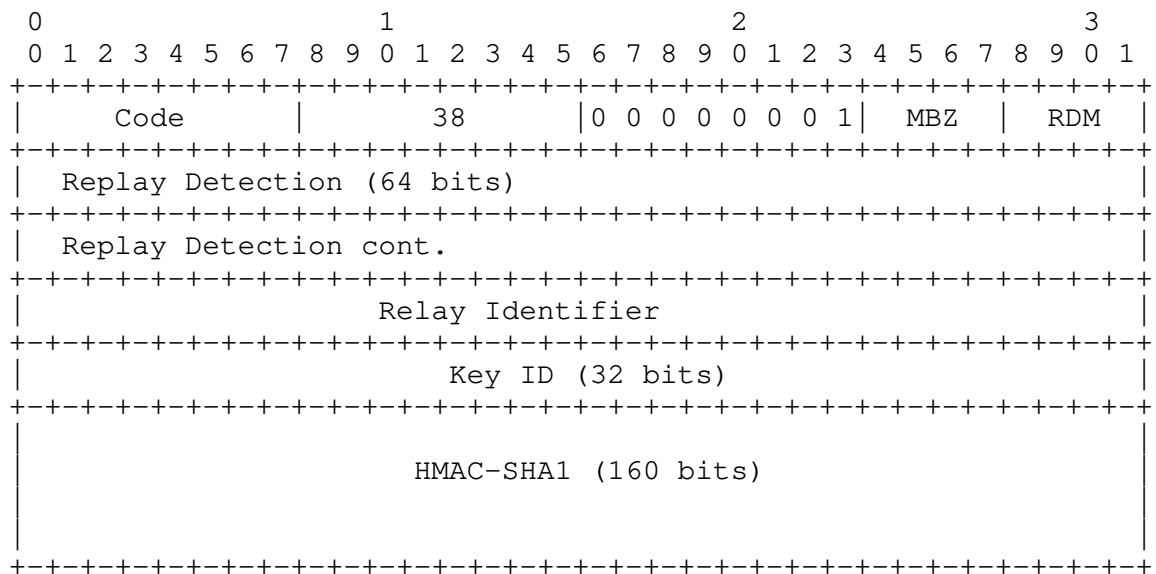 0                   1                   2                   3
 0 1 2 3 4 5 6 7 8 9 0 1 2 3 4 5 6 7 8 9 0 1 2 3 4 5 6 7 8 9 0 1
+-+-+-+-+-+-+-+-+-+-+-+-+-+-+-+-+-+-+-+-+-+-+-+-+-+-+-+-+-+-+-+-+
|     Code      |       38      |0 0 0 0 0 0 0 1|  MBZ  |  RDM  |
+-+-+-+-+-+-+-+-+-+-+-+-+-+-+-+-+-+-+-+-+-+-+-+-+-+-+-+-+-+-+-+-+
|  Replay Detection (64 bits)                                   |
+-+-+-+-+-+-+-+-+-+-+-+-+-+-+-+-+-+-+-+-+-+-+-+-+-+-+-+-+-+-+-+-+
|  Replay Detection cont.                                       |
+-+-+-+-+-+-+-+-+-+-+-+-+-+-+-+-+-+-+-+-+-+-+-+-+-+-+-+-+-+-+-+-+
|                    Relay Identifier                           |
+-+-+-+-+-+-+-+-+-+-+-+-+-+-+-+-+-+-+-+-+-+-+-+-+-+-+-+-+-+-+-+-+
|                        Key ID (32 bits)                       |
+-+-+-+-+-+-+-+-+-+-+-+-+-+-+-+-+-+-+-+-+-+-+-+-+-+-+-+-+-+-+-+-+
|                                                               |
|                      HMAC-SHA1 (160 bits)                     |
|                                                               |
|                                                               |
+-+-+-+-+-+-+-+-+-+-+-+-+-+-+-+-+-+-+-+-+-+-+-+-+-+-+-+-+-+-+-+-+